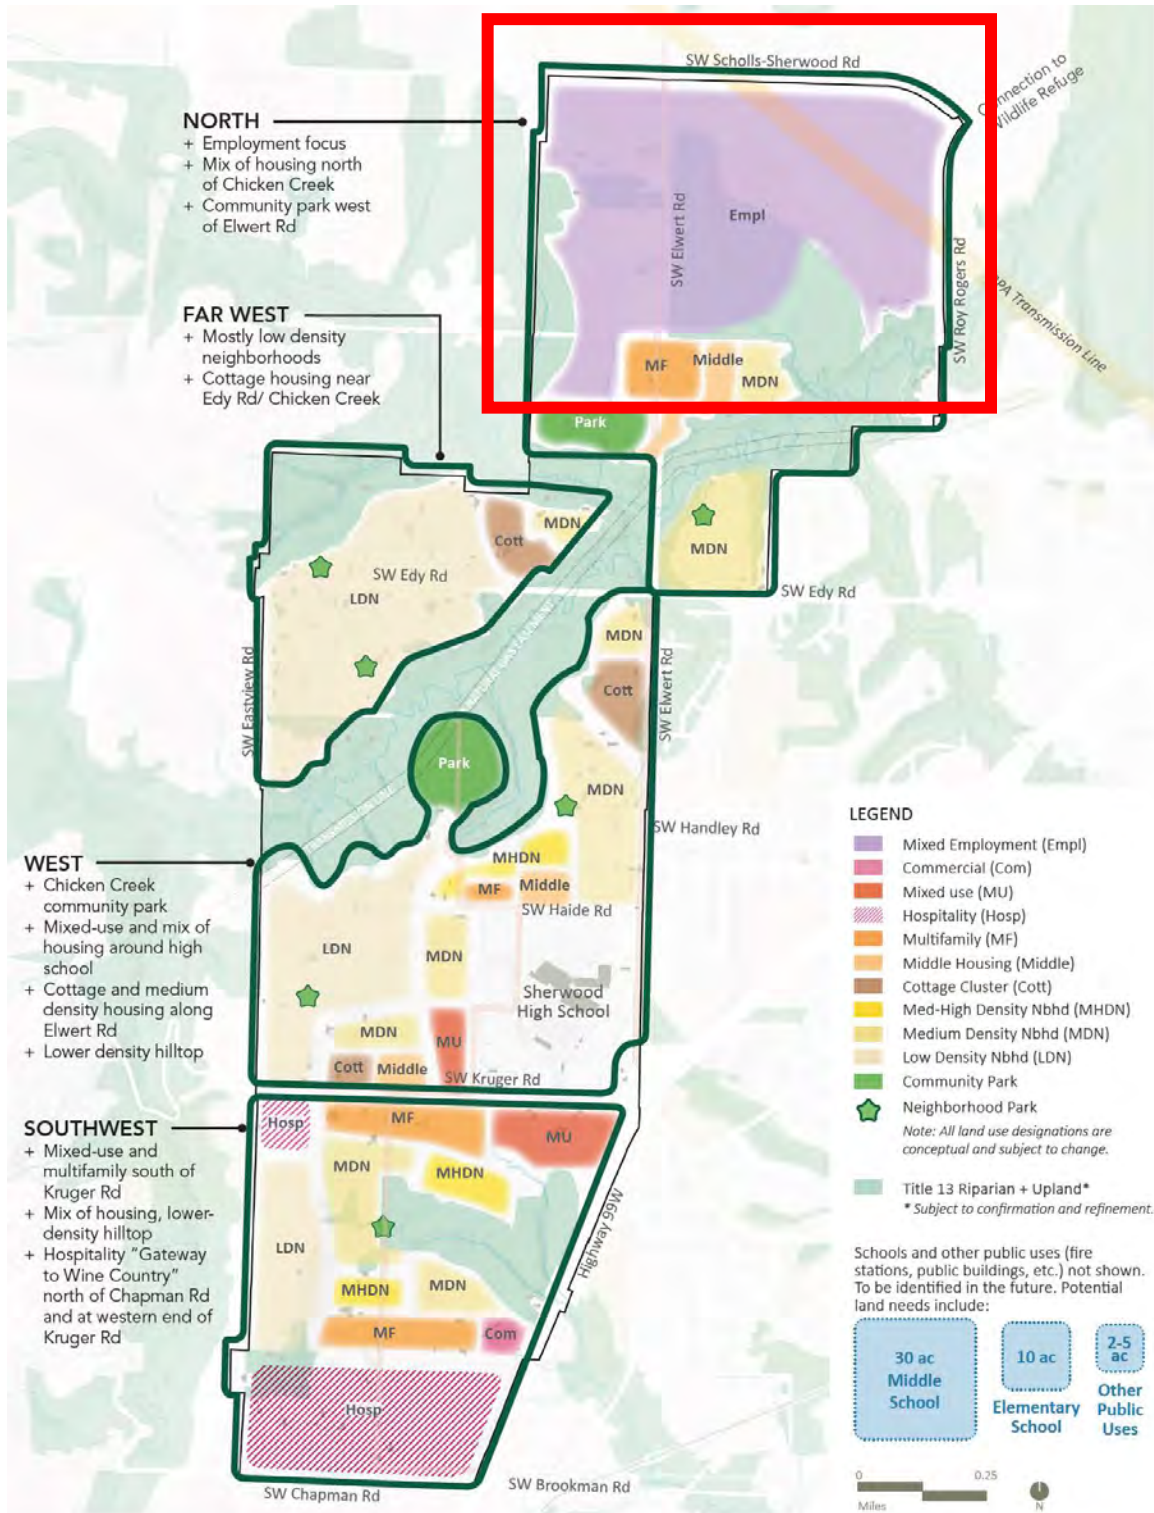 SW Scholls-Sherwood Rd
Connection to
Wildlife Refuge
NORTH
+ Employment focus
+ Mix of housing north
of Chicken Creek
+ Community park west
of Elwert Rd
SW Elwert Rd
Empl
SW Roy Rogers Rd
BPA Transmission Line
FAR WEST
+ Mostly low density
neighborhoods
+ Cottage housing near
Edy Rd/ Chicken Creek
MF
Middle
MDN
Park
MDN
Cott
MDN
SW Edy Rd
LDN
SW Edy Rd
MDN
SW Eastview Rd
Cott
SW Elwert Rd
Park
MDN
SW Handley Rd
WEST
+ Chicken Creek
community park
+ Mixed-use and mix of
housing around high
school
+ Cottage and medium
density housing along
Elwert Rd
+ Lower density hilltop
MHDN
MF
Middle
SW Haide Rd
LDN
MDN
Sherwood
High School
MDN
MU
Cott
Middle
SW Kruger Rd
SOUTHWEST
+ Mixed-use and
multifamily south of
Kruger Rd
+ Mix of housing, lower-
density hilltop
+ Hospitality "Gateway
to Wine Country"
north of Chapman Rd
and at western end of
Kruger Rd
Hosp
MF
MU
MDN
MHDN
Highway 99W
LDN
MHDN
MDN
MF
Com
Hosp
SW Chapman Rd
SW Brookman Rd
LEGEND
Mixed Employment (Empl)
Commercial (Com)
Mixed use (MU)
Hospitality (Hosp)
Multifamily (MF)
Middle Housing (Middle)
Cottage Cluster (Cott)
Med-High Density Nbhd (MHDN)
Medium Density Nbhd (MDN)
Low Density Nbhd (LDN)
Community Park
Neighborhood Park
Note: All land use designations are
conceptual and subject to change.
Title 13 Riparian + Upland*
* Subject to confirmation and refinement.
Schools and other public uses (fire
stations, public buildings, etc.) not shown.
To be identified in the future. Potential
land needs include:
30 ac
Middle
School
10 ac
Elementary
School
2-5
ac
Other
Public
Uses
0
0.25
Miles
N